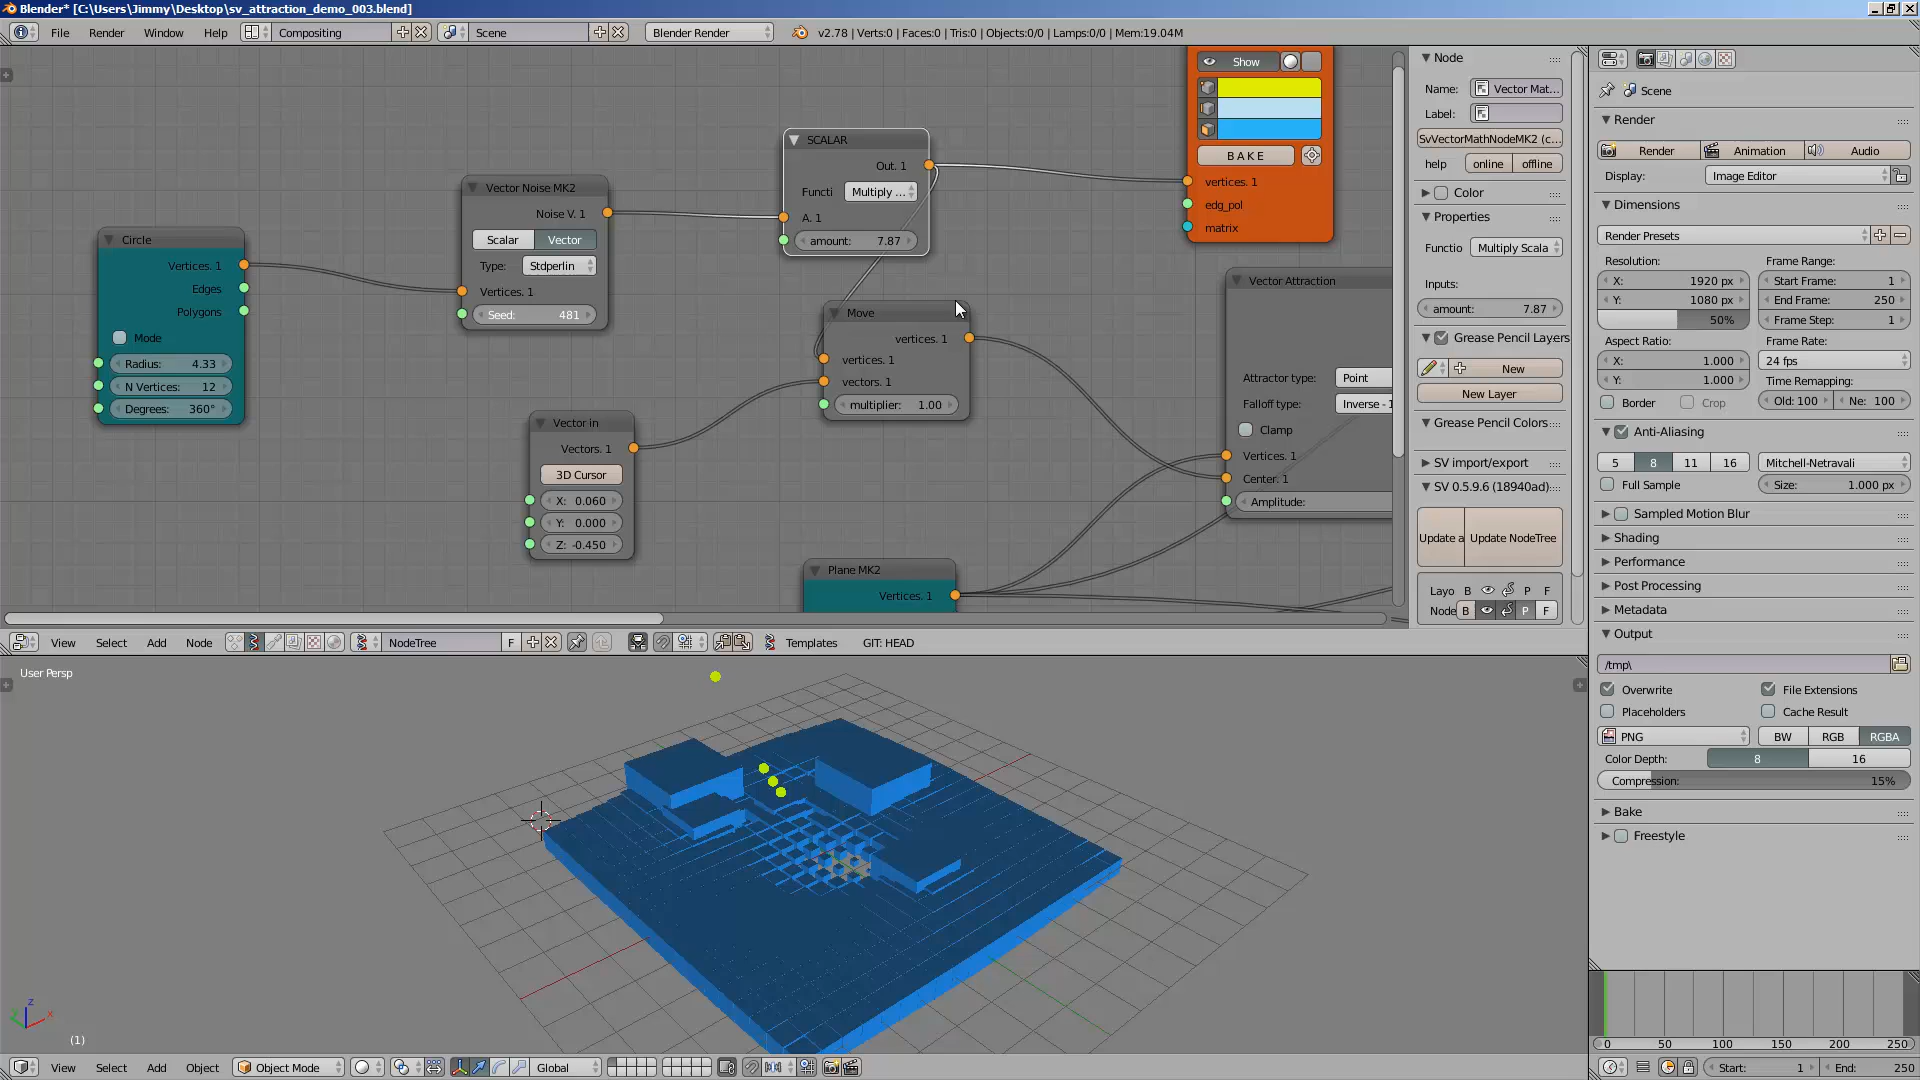 Blender* [C:\Users\Jimmy\Desktop\sv_attraction_demo_003.blend]
File Render Window Help Compositing Scene Blender Render v2.78 | Verts:0 | Faces:0 | Tris:0 | Objects:0/0 | Lamps:0/0 | Mem:19.04M
Circle
Vertices. 1
Edges
Polygons
Mode
Radius: 4.33
N Vertices: 12
Degrees: 360°
Vector Noise MK2
Noise V. 1
Scalar Vector
Type: Stdperlin
Vertices. 1
Seed: 481
Vector in
Vectors. 1
3D Cursor
X: 0.060
Y: 0.000
Z: -0.450
SCALAR
Out. 1
Functi Multiply ...
A. 1
amount: 7.87
Move
vertices. 1
vertices. 1
vectors. 1
multiplier: 1.00
Plane MK2
Vertices. 1
Show
BAKE
vertices. 1
edg_pol
matrix
Vector Attraction
Attractor type: Point
Falloff type: Inverse - 1
Clamp
Vertices. 1
Center. 1
Amplitude:
Node
Name: Vector Mat...
Label:
SvVectorMathNodeMK2 (c...
help online offline
Color
Properties
Functio Multiply Scala
Inputs:
amount: 7.87
Grease Pencil Layers
New
New Layer
Grease Pencil Colors
SV import/export
SV 0.5.9.6 (18940ad)
Update a Update NodeTree
Layo B P F
Node B P F
View Select Add Node NodeTree F Templates GIT: HEAD
Scene
Render
Render Animation Audio
Display: Image Editor
Dimensions
Render Presets
Resolution: Frame Range:
X: 1920 px Start Frame: 1
Y: 1080 px End Frame: 250
50% Frame Step: 1
Aspect Ratio: Frame Rate:
X: 1.000 24 fps
Y: 1.000 Time Remapping:
Border Crop Old: 100 Ne: 100
Anti-Aliasing
5 8 11 16 Mitchell-Netravali
Full Sample Size: 1.000 px
Sampled Motion Blur
Shading
Performance
Post Processing
Metadata
Output
/tmp\
Overwrite File Extensions
Placeholders Cache Result
PNG BW RGB RGBA
Color Depth: 8 16
Compression: 15%
Bake
Freestyle
User Persp
z
x
(1)
0 50 100 150 200 250
View Select Add Object Object Mode Global
Start: 1 End: 250